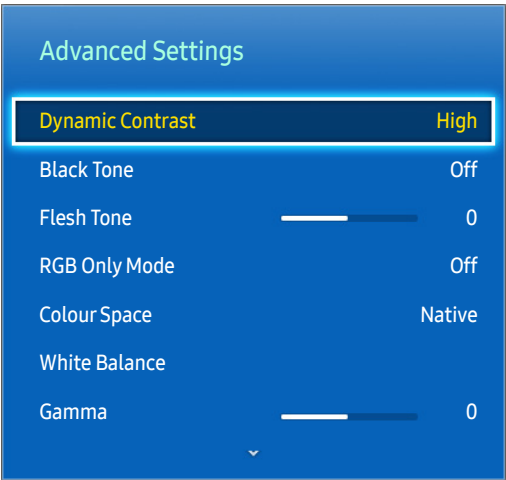 Advanced Settings
Dynamic Contrast High
Black Tone Off
Flesh Tone 0
RGB Only Mode Off
Colour Space Native
White Balance
Gamma 0